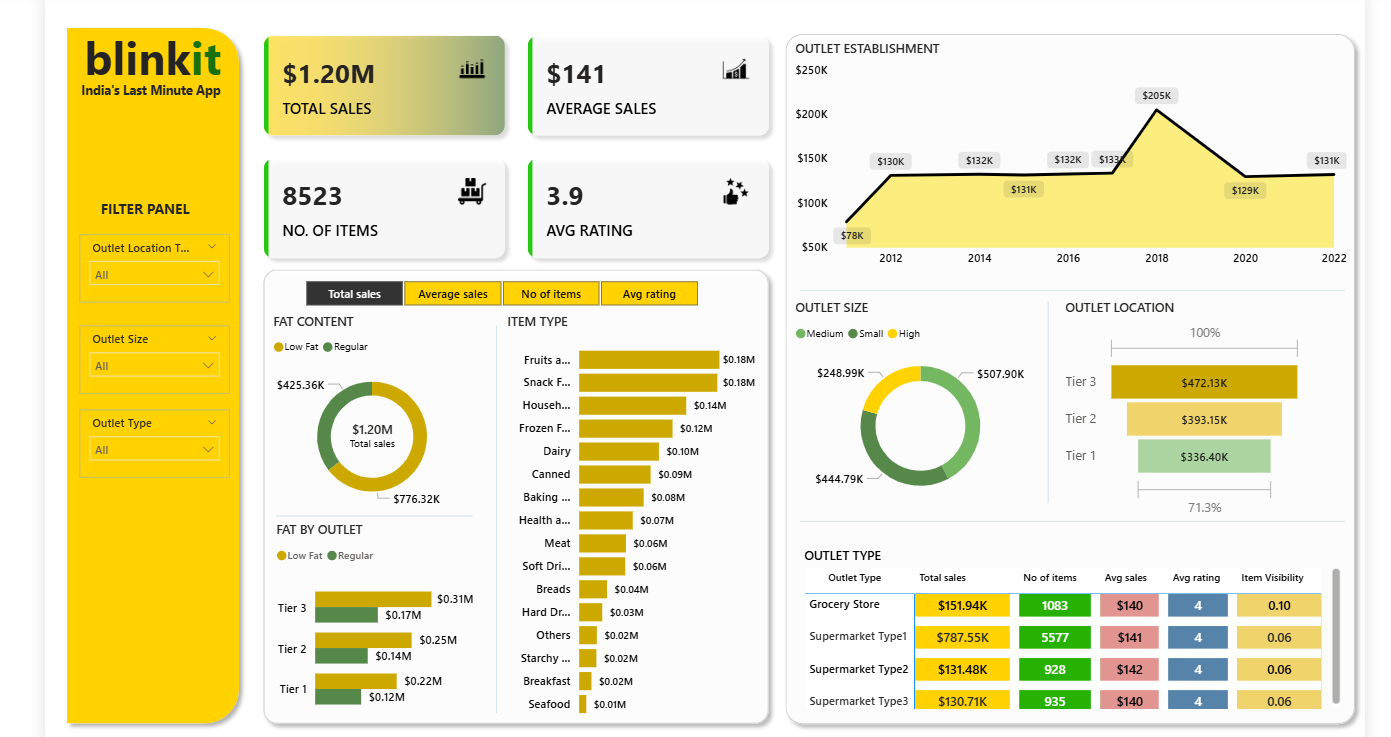 blinkit
India's Last Minute App
FILTER PANEL
Outlet Location T...
All
Outlet Size
All
Outlet Type
All
$1.20M
TOTAL SALES
$141
AVERAGE SALES
8523
NO. OF ITEMS
3.9
AVG RATING
Total sales Average sales No of items Avg rating
FAT CONTENT
Low Fat Regular
$425.36K
$1.20M
Total sales
$776.32K
FAT BY OUTLET
Low Fat Regular
Tier 3 $0.31M
$0.17M
Tier 2 $0.25M
$0.14M
Tier 1 $0.22M
$0.12M
ITEM TYPE
Fruits a... $0.18M
Snack F... $0.18M
Househ... $0.14M
Frozen F... $0.12M
Dairy $0.10M
Canned $0.09M
Baking ... $0.08M
Health a... $0.07M
Meat $0.06M
Soft Dri... $0.06M
Breads $0.04M
Hard Dr... $0.03M
Others $0.02M
Starchy ... $0.02M
Breakfast $0.02M
Seafood $0.01M
OUTLET ESTABLISHMENT
$250K
$200K
$150K
$100K
$50K
$78K
$130K
$132K
$131K
$132K
$133K
$205K
$129K
$131K
2012 2014 2016 2018 2020 2022
OUTLET SIZE
Medium Small High
$248.99K
$507.90K
$444.79K
OUTLET LOCATION
100%
Tier 3 $472.13K
Tier 2 $393.15K
Tier 1 $336.40K
71.3%
OUTLET TYPE
Outlet Type Total sales No of items Avg sales Avg rating Item Visibility
Grocery Store $151.94K 1083 $140 4 0.10
Supermarket Type1 $787.55K 5577 $141 4 0.06
Supermarket Type2 $131.48K 928 $142 4 0.06
Supermarket Type3 $130.71K 935 $140 4 0.06